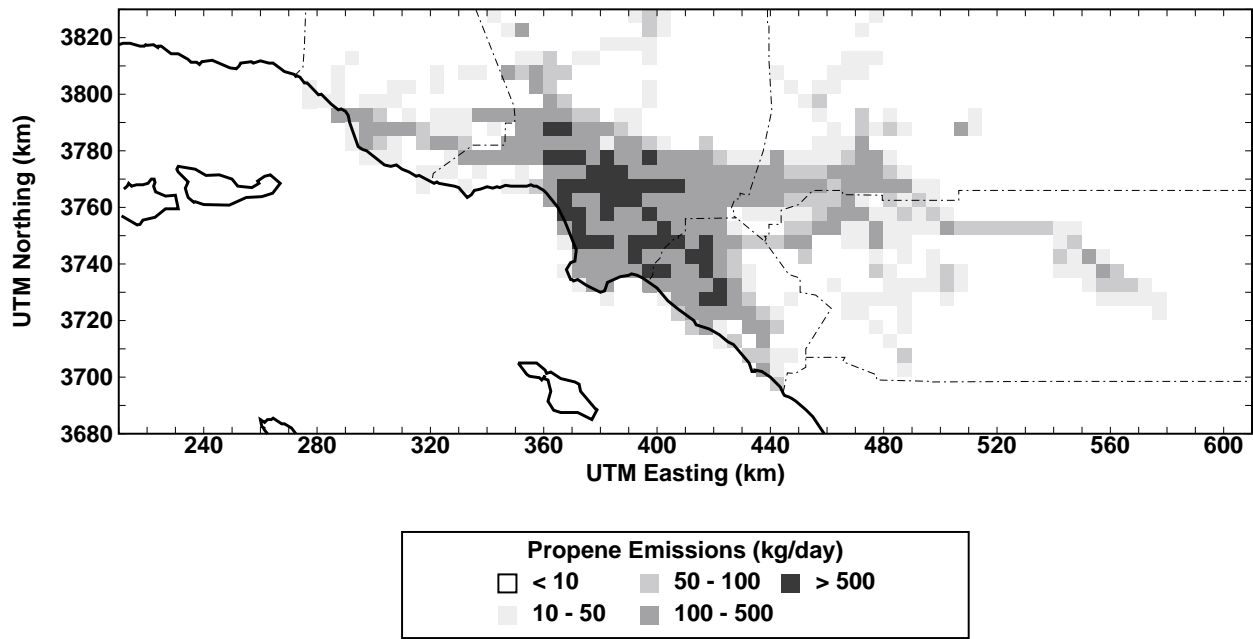 UTM Northing (km)
3820
3800
3780
3760
3740
3720
3700
3680
240 280 320 360 400 440 480 520 560 600
UTM Easting (km)
Propene Emissions (kg/day)
< 10 50 - 100 > 500
10 - 50 100 - 500